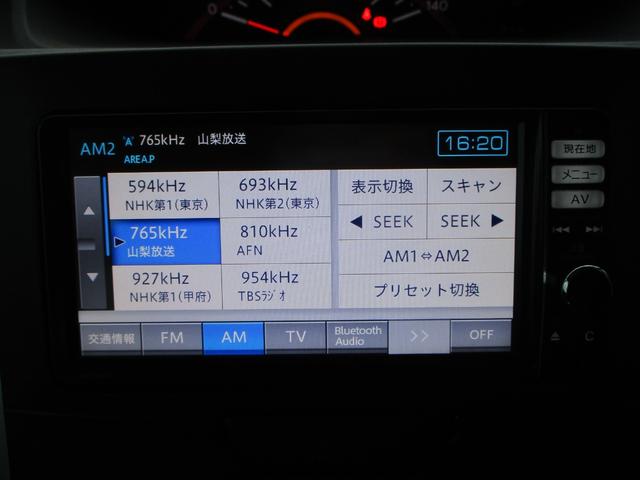 0
140
AM2 "A" 765kHz 山梨放送
AREA.P
16:20
594kHz
NHK第1(東京)
693kHz
NHK第2(東京)
765kHz
山梨放送
810kHz
AFN
927kHz
NHK第1(甲府)
954kHz
TBSラジオ
表示切換
スキャン
◀ SEEK
SEEK ▶
AM1⇔AM2
プリセット切換
交通情報
FM
AM
TV
Bluetooth
Audio
>>
OFF
現在地
メニュー
AV
C